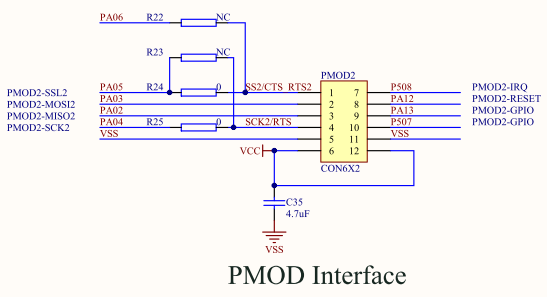 PA06 R22 NC
R23 NC
PMOD2
PMOD2-SSL2 PA05 R24 0 SS2/CTS_RTS2 1 7 P508 PMOD2-IRQ
PMOD2-MOSI2 PA03 2 8 PA12 PMOD2-RESET
PMOD2-MISO2 PA02 3 9 PA13 PMOD2-GPIO
PMOD2-SCK2 PA04 R25 0 SCK2/RTS 4 10 P507 PMOD2-GPIO
VSS 5 11 VSS
VCC 6 12
CON6X2
C35
4.7uF
VSS
PMOD Interface